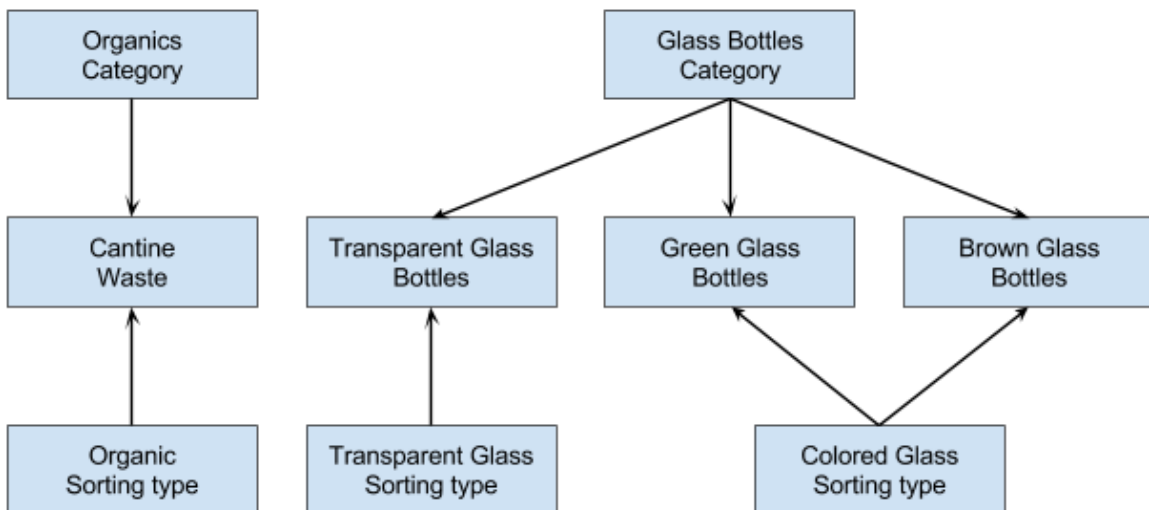 Organics
Category
Glass Bottles
Category
Cantine
Waste
Transparent Glass
Bottles
Green Glass
Bottles
Brown Glass
Bottles
Organic
Sorting type
Transparent Glass
Sorting type
Colored Glass
Sorting type